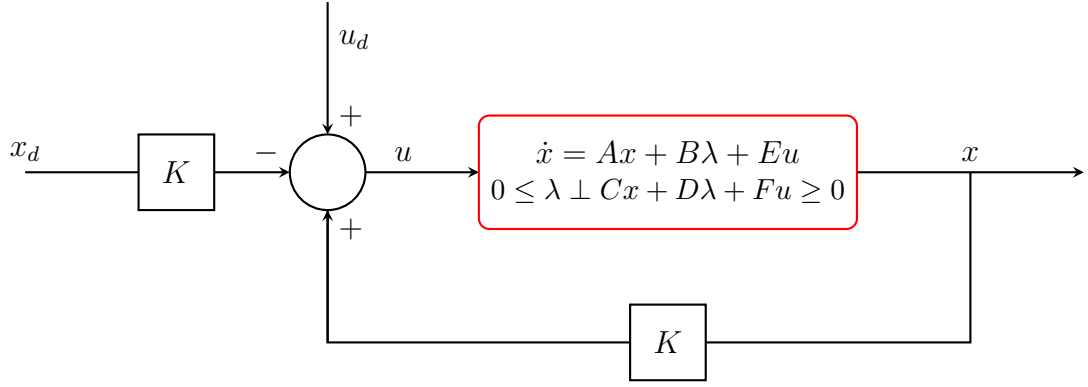 u_d
+
x_d
K
−
u
ẋ = Ax + Bλ + Eu
0 ≤ λ ⊥ Cx + Dλ + Fu ≥ 0
x
+
K